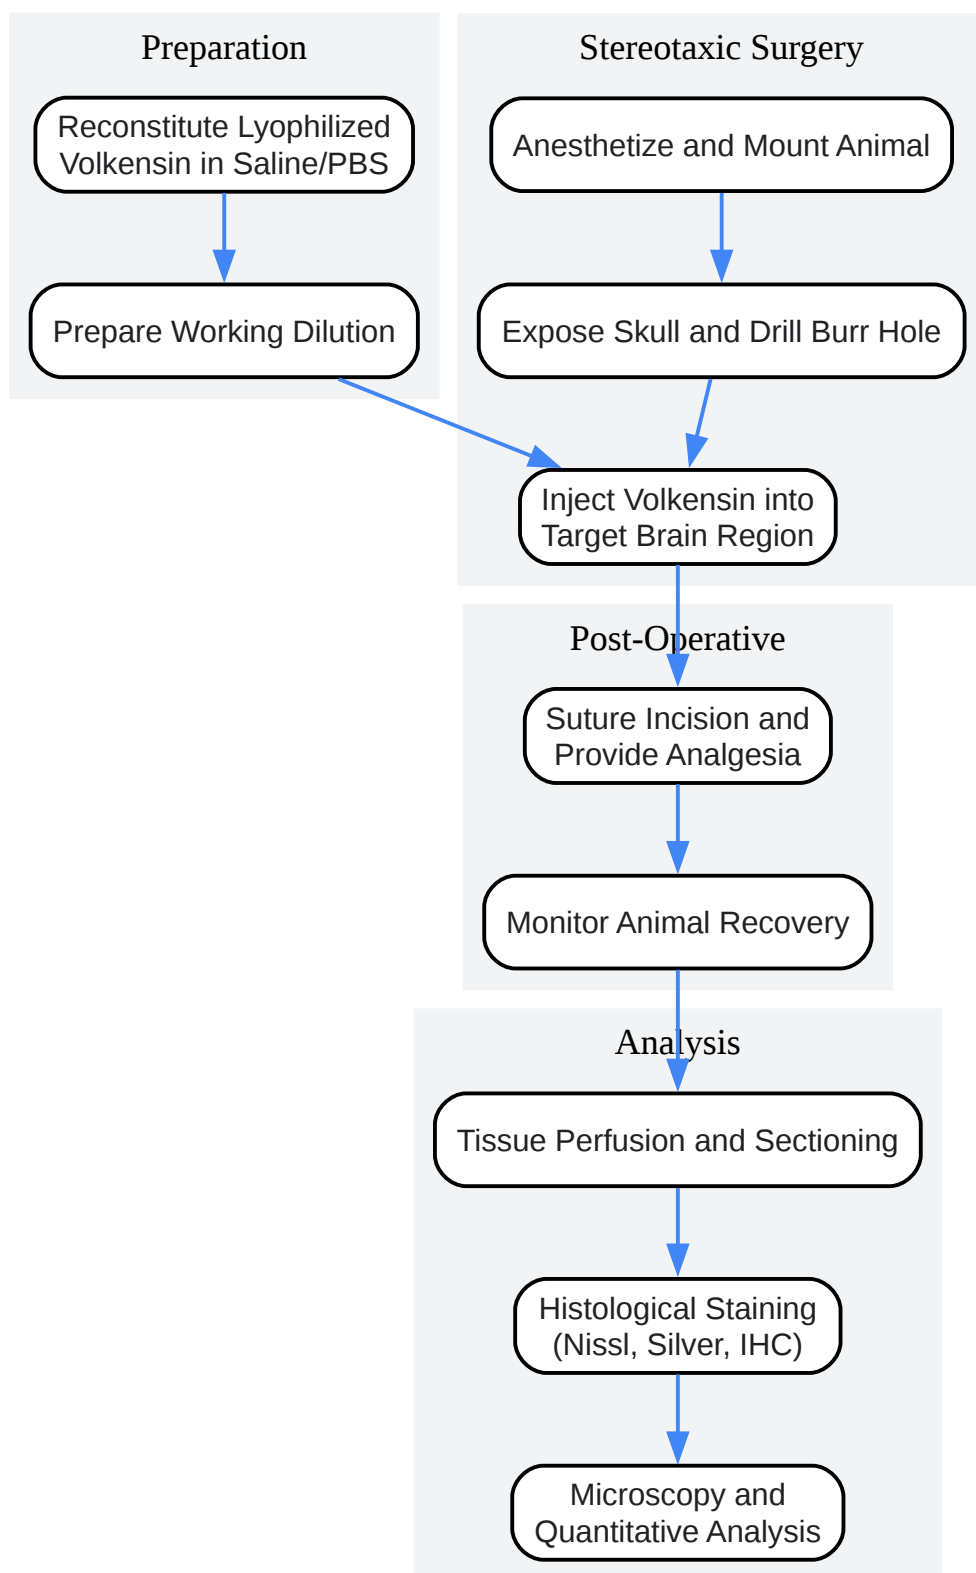 Preparation
Reconstitute Lyophilized
Volkensin in Saline/PBS
Prepare Working Dilution
Stereotaxic Surgery
Anesthetize and Mount Animal
Expose Skull and Drill Burr Hole
Inject Volkensin into
Target Brain Region
Post-Operative
Suture Incision and
Provide Analgesia
Monitor Animal Recovery
Analysis
Tissue Perfusion and Sectioning
Histological Staining
(Nissl, Silver, IHC)
Microscopy and
Quantitative Analysis